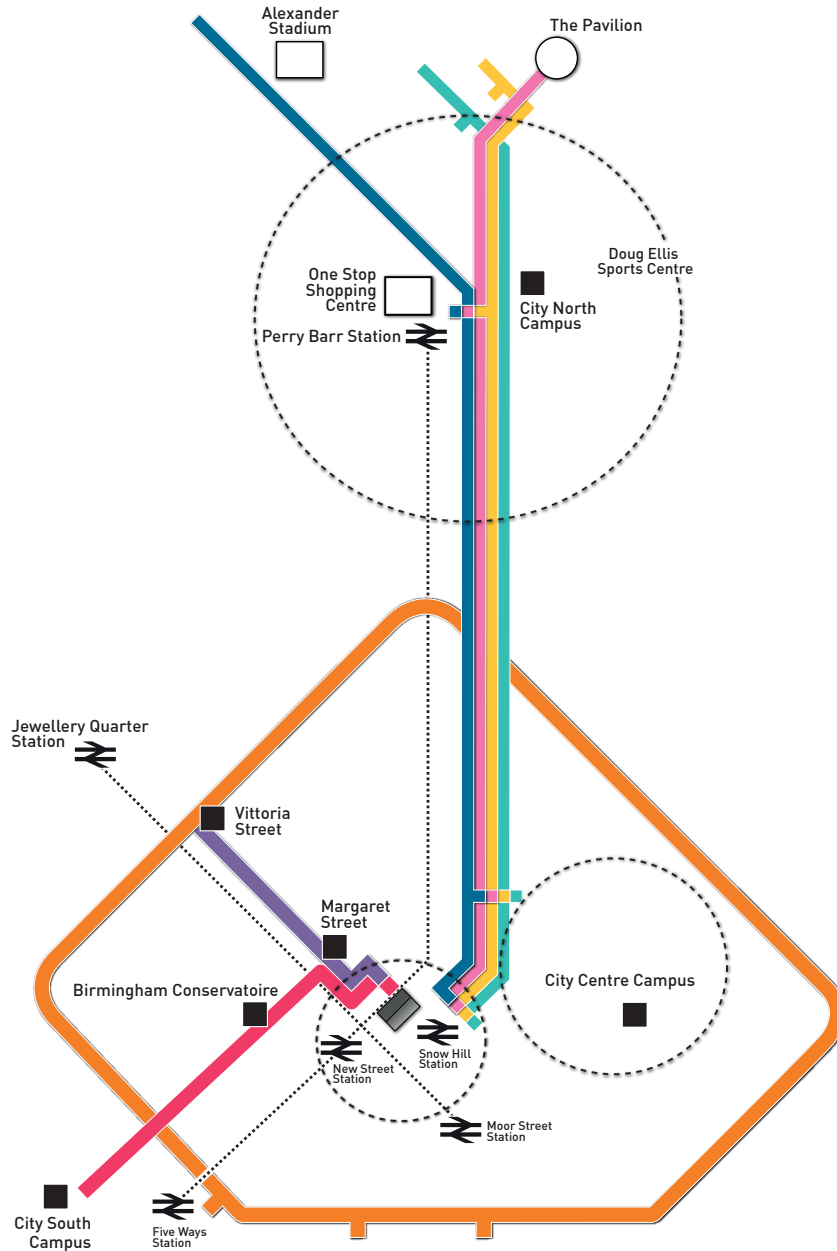 Alexander
Stadium
The Pavilion
Doug Ellis
Sports Centre
One Stop
Shopping
Centre
City North
Campus
Perry Barr Station
Jewellery Quarter
Station
Vittoria
Street
Margaret
Street
Birmingham Conservatoire
City Centre Campus
Snow Hill
Station
New Street
Station
Moor Street
Station
City South
Campus
Five Ways
Station